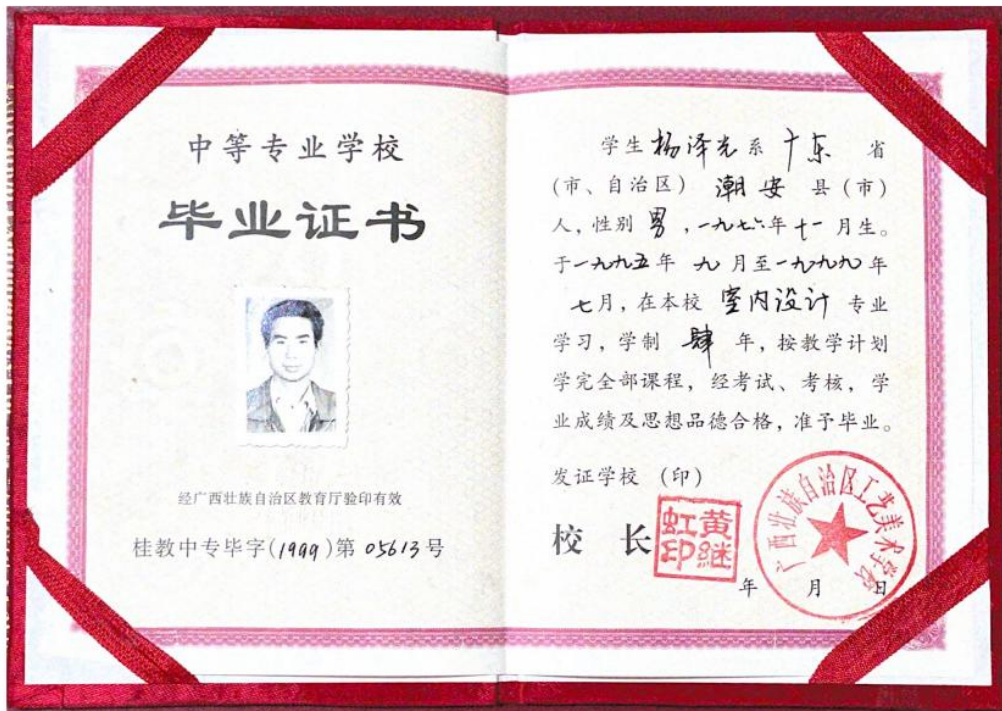 中等专业学校
毕业证书
经广西壮族自治区教育厅验印有效
桂教中专毕字(1999)第05613号
学生杨泽光系广东省
(市、自治区)潮安县(市)
人，性别男，一九七六年十一月生。
于一九九五年九月至一九九九年
七月，在本校室内设计专业
学习，学制肆年，按教学计划
学完全部课程，经考试、考核，学
业成绩及思想品德合格，准予毕业。
发证学校（印）
广西壮族自治区工艺美术学校
校长
黄继虹印
年月日